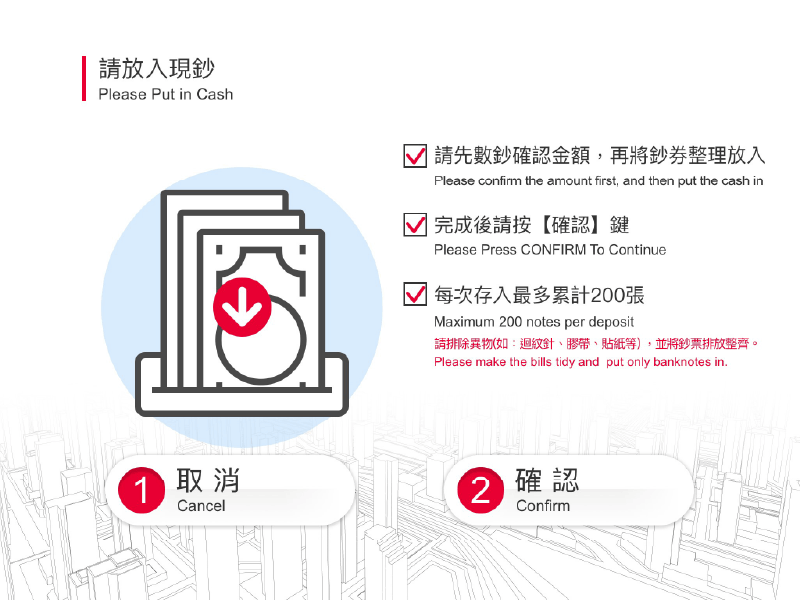 請放入現鈔
Please Put in Cash
請先數鈔確認金額，再將鈔券整理放入
Please confirm the amount first, and then put the cash in
完成後請按【確認】鍵
Please Press CONFIRM To Continue
每次存入最多累計200張
Maximum 200 notes per deposit
請排除異物(如：迴紋針、膠帶、貼紙等)，並將鈔票排放整齊。
Please make the bills tidy and put only banknotes in.
1 取消
Cancel
2 確認
Confirm